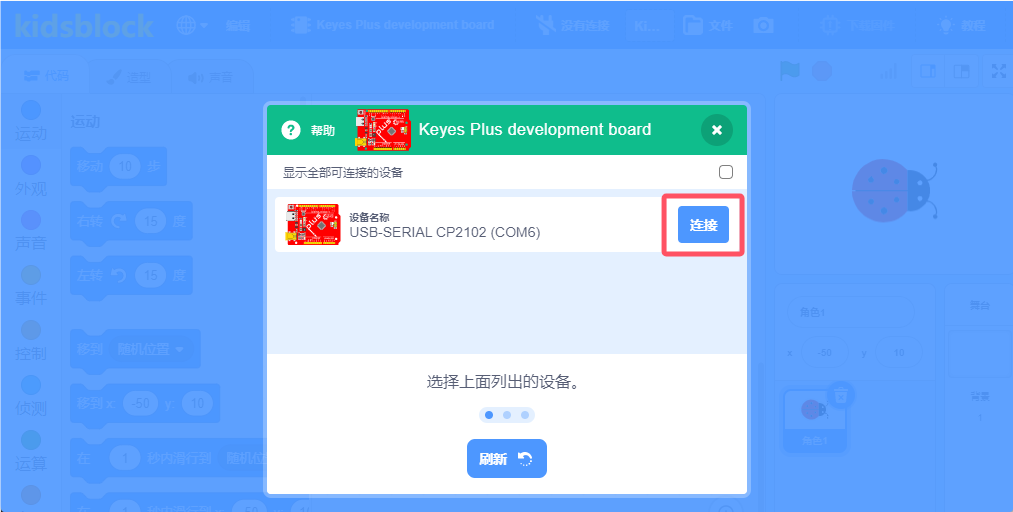 kidsblock
编辑
Keyes Plus development board
没有连接
Ki...
文件
教程
代码
造型
声音
运动
外观
声音
事件
控制
侦测
运算
运动
移动 10 步
右转 15 度
左转 15 度
移到 随机位置
移到 x: -50 y: 10
在 1 秒内滑行到 随机位
帮助
Keyes Plus development board
显示全部可连接的设备
设备名称
USB-SERIAL CP2102 (COM6)
连接
选择上面列出的设备。
刷新
角色1
x -50 y 10
角色1
舞台
背景
1